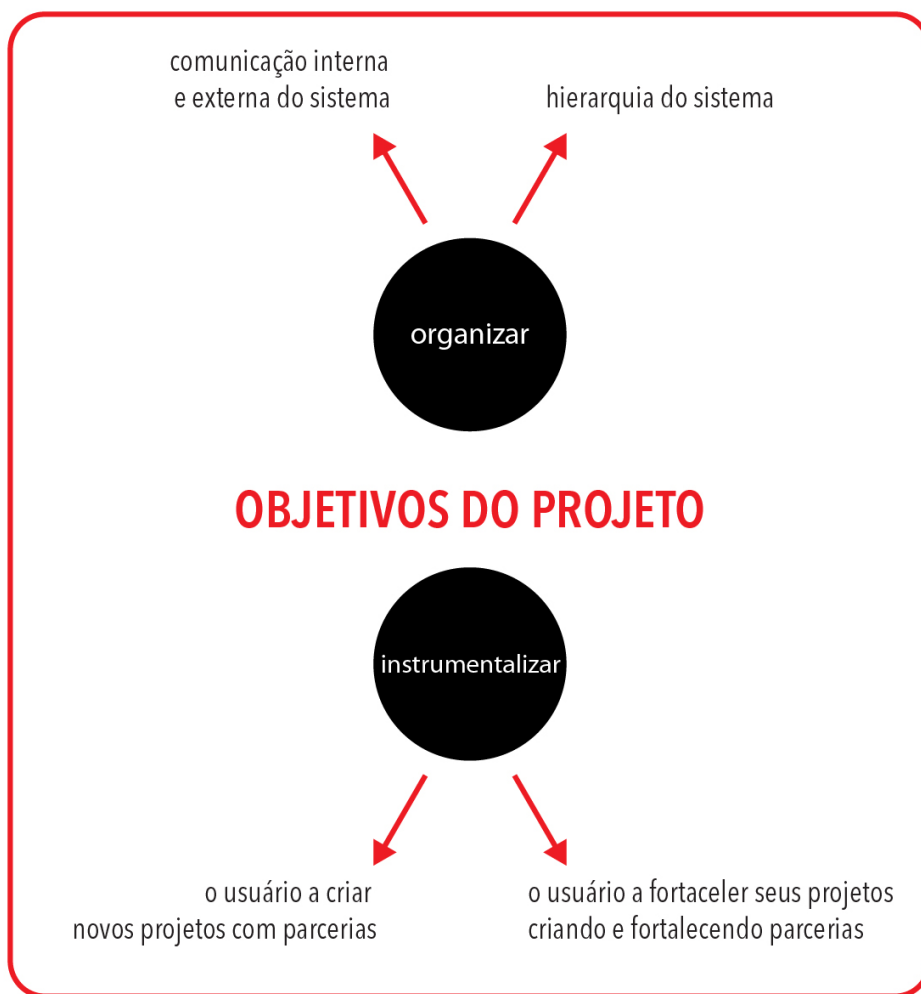 comunicação interna
e externa do sistema
hierarquia do sistema
organizar
OBJETIVOS DO PROJETO
instrumentalizar
o usuário a criar
novos projetos com parcerias
o usuário a fortaceler seus projetos
criando e fortalecendo parcerias